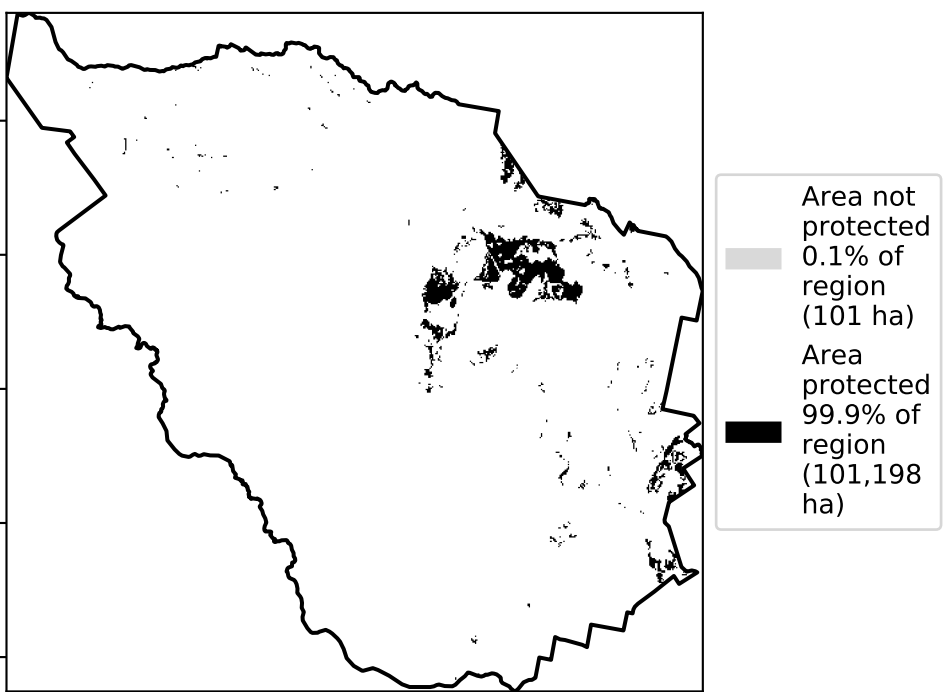 Area not
protected
0.1% of
region
(101 ha)
Area
protected
99.9% of
region
(101,198
ha)